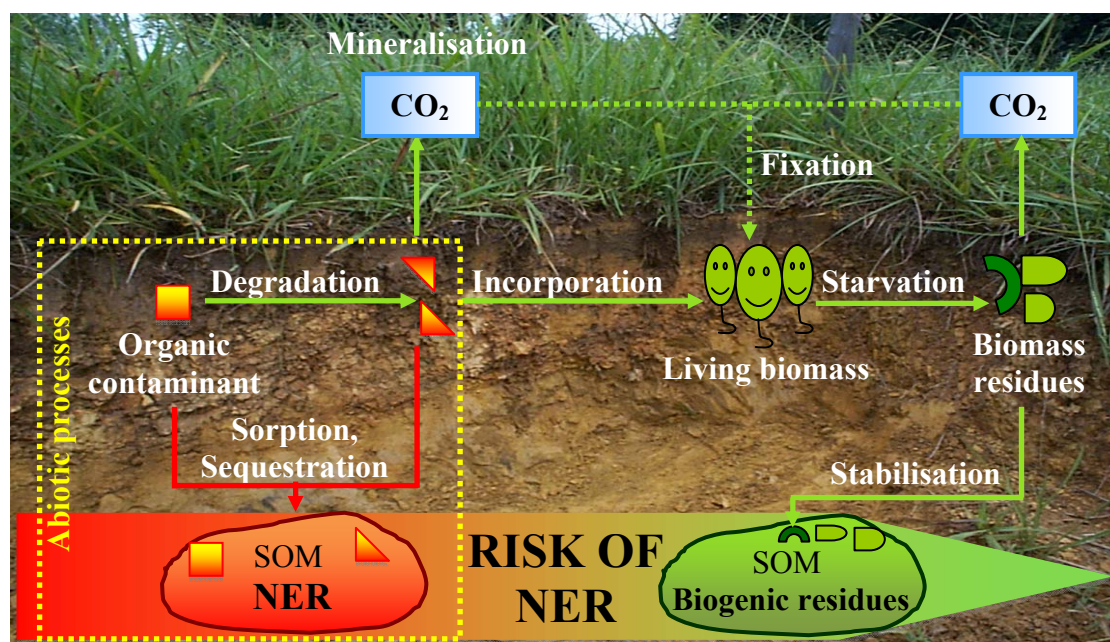 Mineralisation
CO₂
CO₂
Fixation
Degradation
Incorporation
Starvation
Organic
contaminant
Living biomass
Biomass
residues
Abiotic processes
Sorption,
Sequestration
Stabilisation
SOM
NER
RISK OF
NER
SOM
Biogenic residues